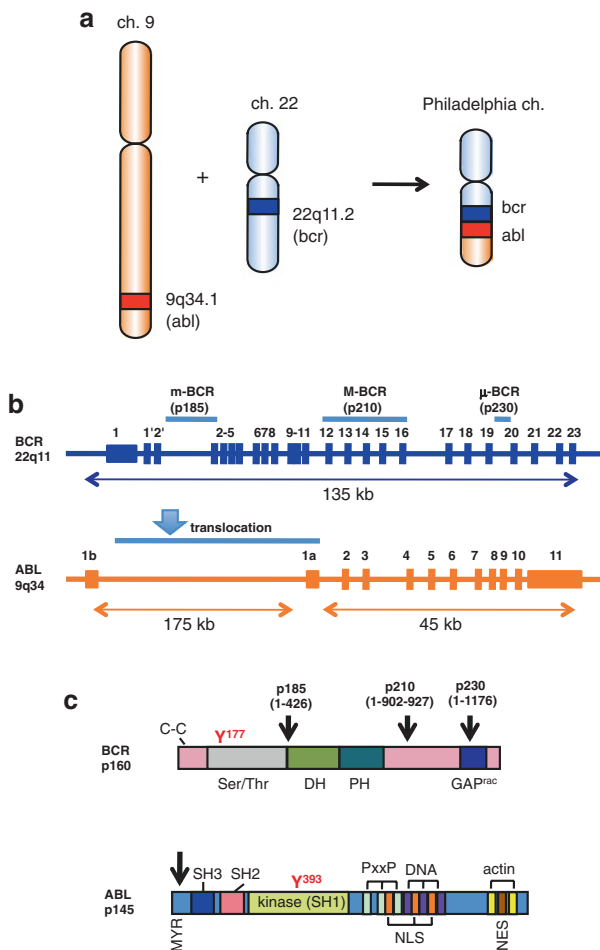 a
ch. 9
ch. 22
Philadelphia ch.
+
22q11.2
(bcr)
bcr
abl
9q34.1
(abl)
b
m-BCR
(p185)
M-BCR
(p210)
μ-BCR
(p230)
1 1' 2' 2-5 678 9-11 12 13 14 15 16 17 18 19 20 21 22 23
BCR
22q11
135 kb
translocation
1b 1a 2 3 4 5 6 7 8 9 10 11
ABL
9q34
175 kb 45 kb
c
p185
(1-426)
p210
(1-902-927)
p230
(1-1176)
C-C
Y177
BCR
p160
Ser/Thr DH PH GAPrac
SH3 SH2 Y393 PxxP DNA actin
ABL
p145
kinase (SH1)
MYR NLS NES